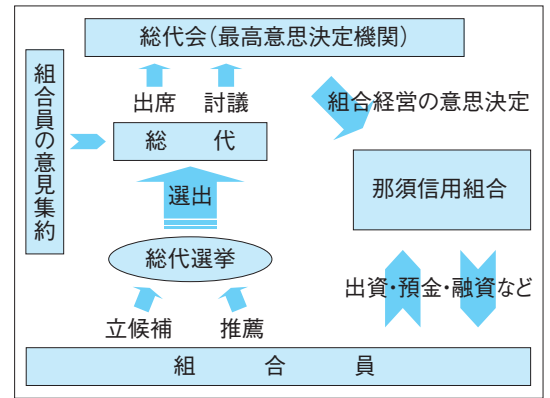 総代会（最高意思決定機関）
組合員の意見集約
出席
討議
組合経営の意思決定
総代
選出
那須信用組合
総代選挙
出資・預金・融資など
立候補
推薦
組合員